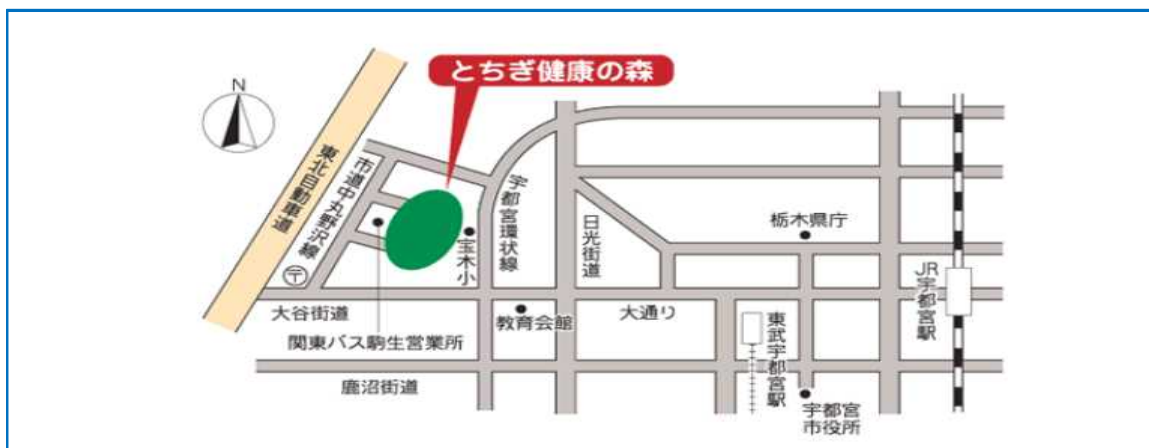 とちぎ健康の森
N
東北自動車道
市道中丸野沢線
宇都宮環状線
宝木小
日光街道
栃木県庁
JR宇都宮駅
〒
大谷街道
教育会館
大通り
東武宇都宮駅
関東バス駒生営業所
鹿沼街道
宇都宮
市役所